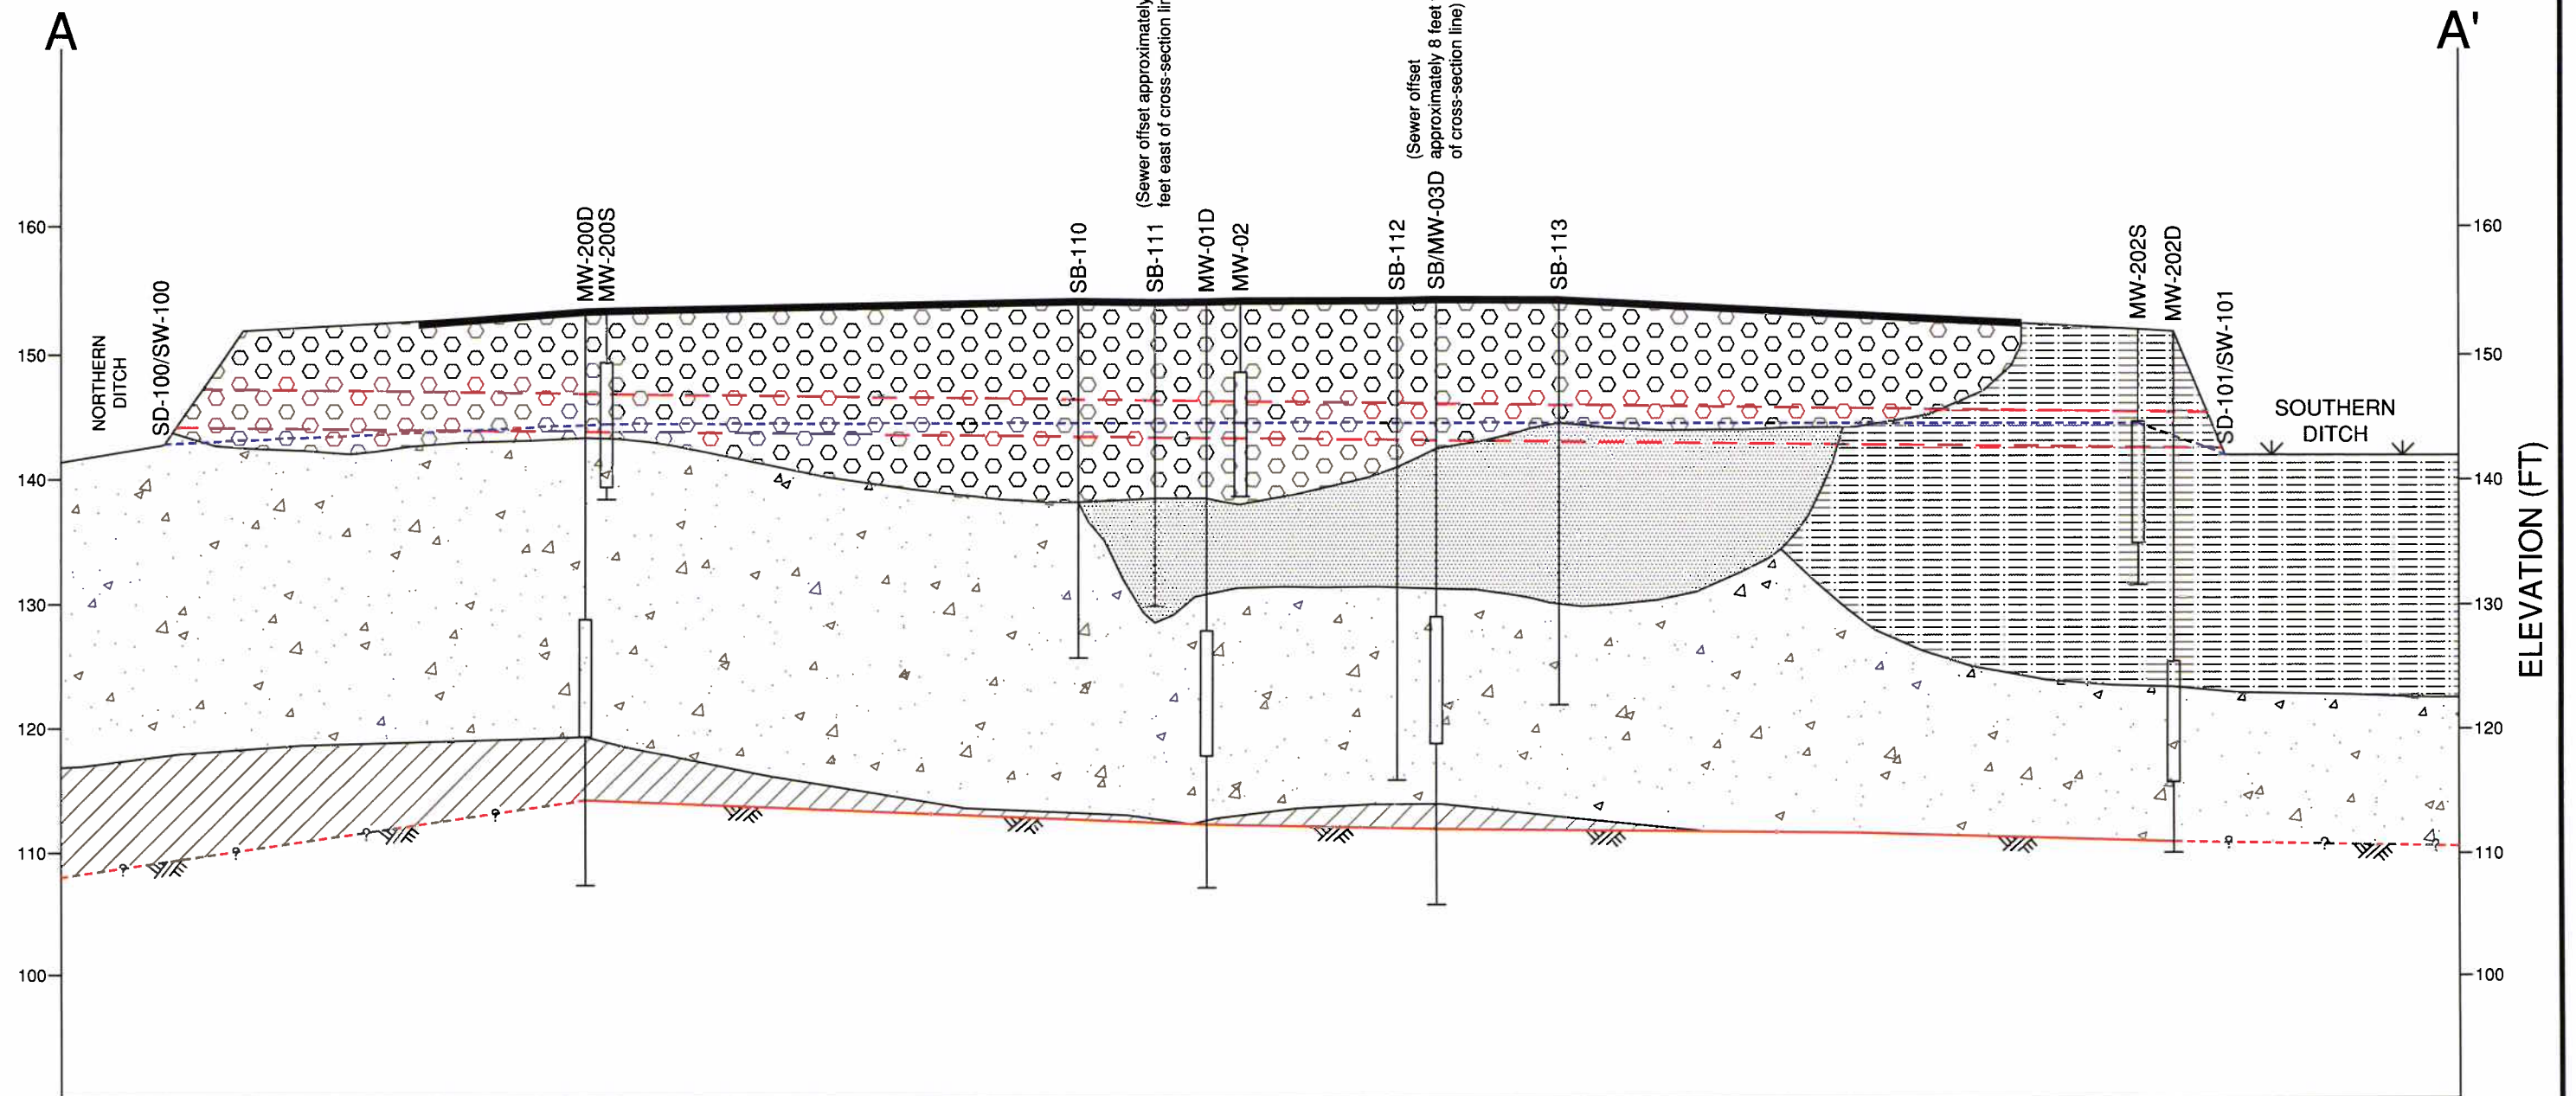 A
A'
(Sewer offset approximately
feet east of cross-section
(Sewer offset
approximately 8 feet
of cross-section line)
NORTHERN
DITCH
SD-100/SW-100
MW-200D
MW-200S
SB-110
SB-111
MW-01D
MW-02
SB-112
SB/MW-03D
SB-113
MW-202S
MW-202D
SD-101/SW-101
SOUTHERN
DITCH
160
150
140
130
120
110
100
160
150
140
130
120
110
100
ELEVATION (FT)
?
?
?
?
?
?
?